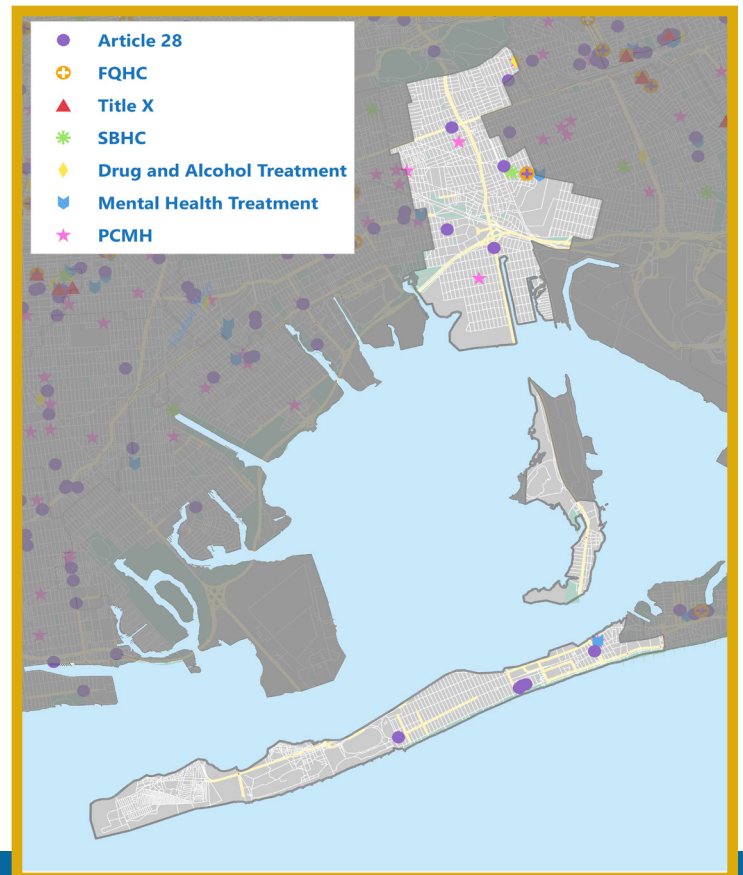 Article 28
FQHC
Title X
SBHC
Drug and Alcohol Treatment
Mental Health Treatment
PCMH